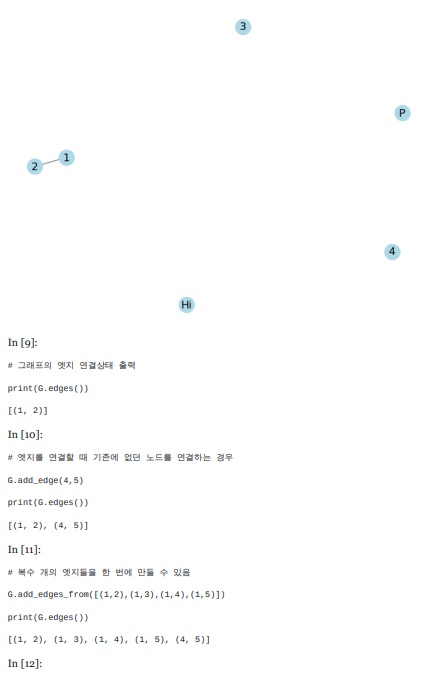 3
P
1
2
4
Hi
In [9]:
# 그래프의 엣지 연결상태 출력
print(G.edges())
[(1, 2)]
In [10]:
# 엣지를 연결할 때 기존에 없던 노드를 연결하는 경우
G.add_edge(4,5)
print(G.edges())
[(1, 2), (4, 5)]
In [11]:
# 복수 개의 엣지들을 한 번에 만들 수 있음
G.add_edges_from([(1,2),(1,3),(1,4),(1,5)])
print(G.edges())
[(1, 2), (1, 3), (1, 4), (1, 5), (4, 5)]
In [12]: